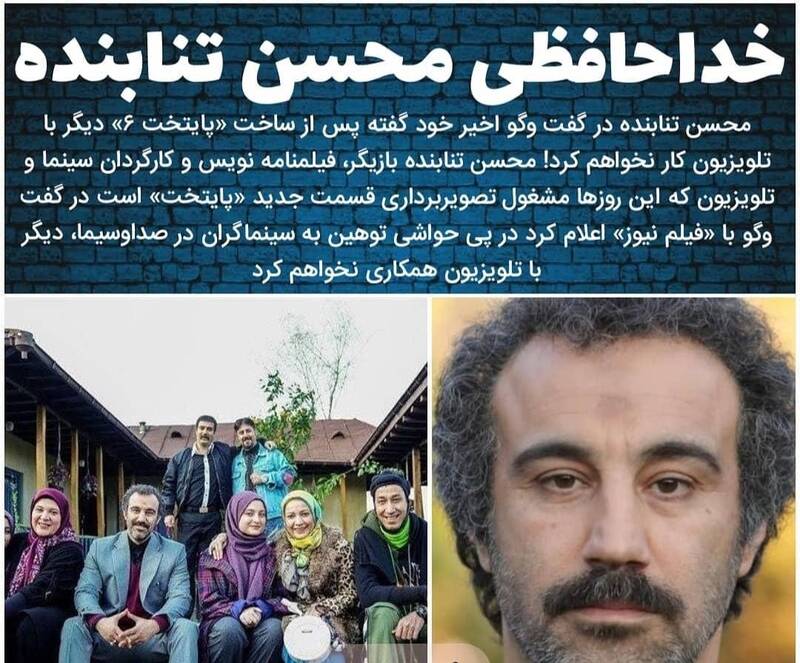 خداحافظی محسن تنابنده
محسن تنابنده در گفت وگو اخیر خود گفته پس از ساخت «پایتخت ۶» دیگر با
تلویزیون کار نخواهم کرد! محسن تنابنده بازیگر، فیلمنامه نویس و کارگردان سینما و
تلویزیون که این روزها مشغول تصویربرداری قسمت جدید «پایتخت» است در گفت
وگو با «فیلم نیوز» اعلام کرد در پی حواشی توهین به سینماگران در صداوسیما، دیگر
با تلویزیون همکاری نخواهم کرد